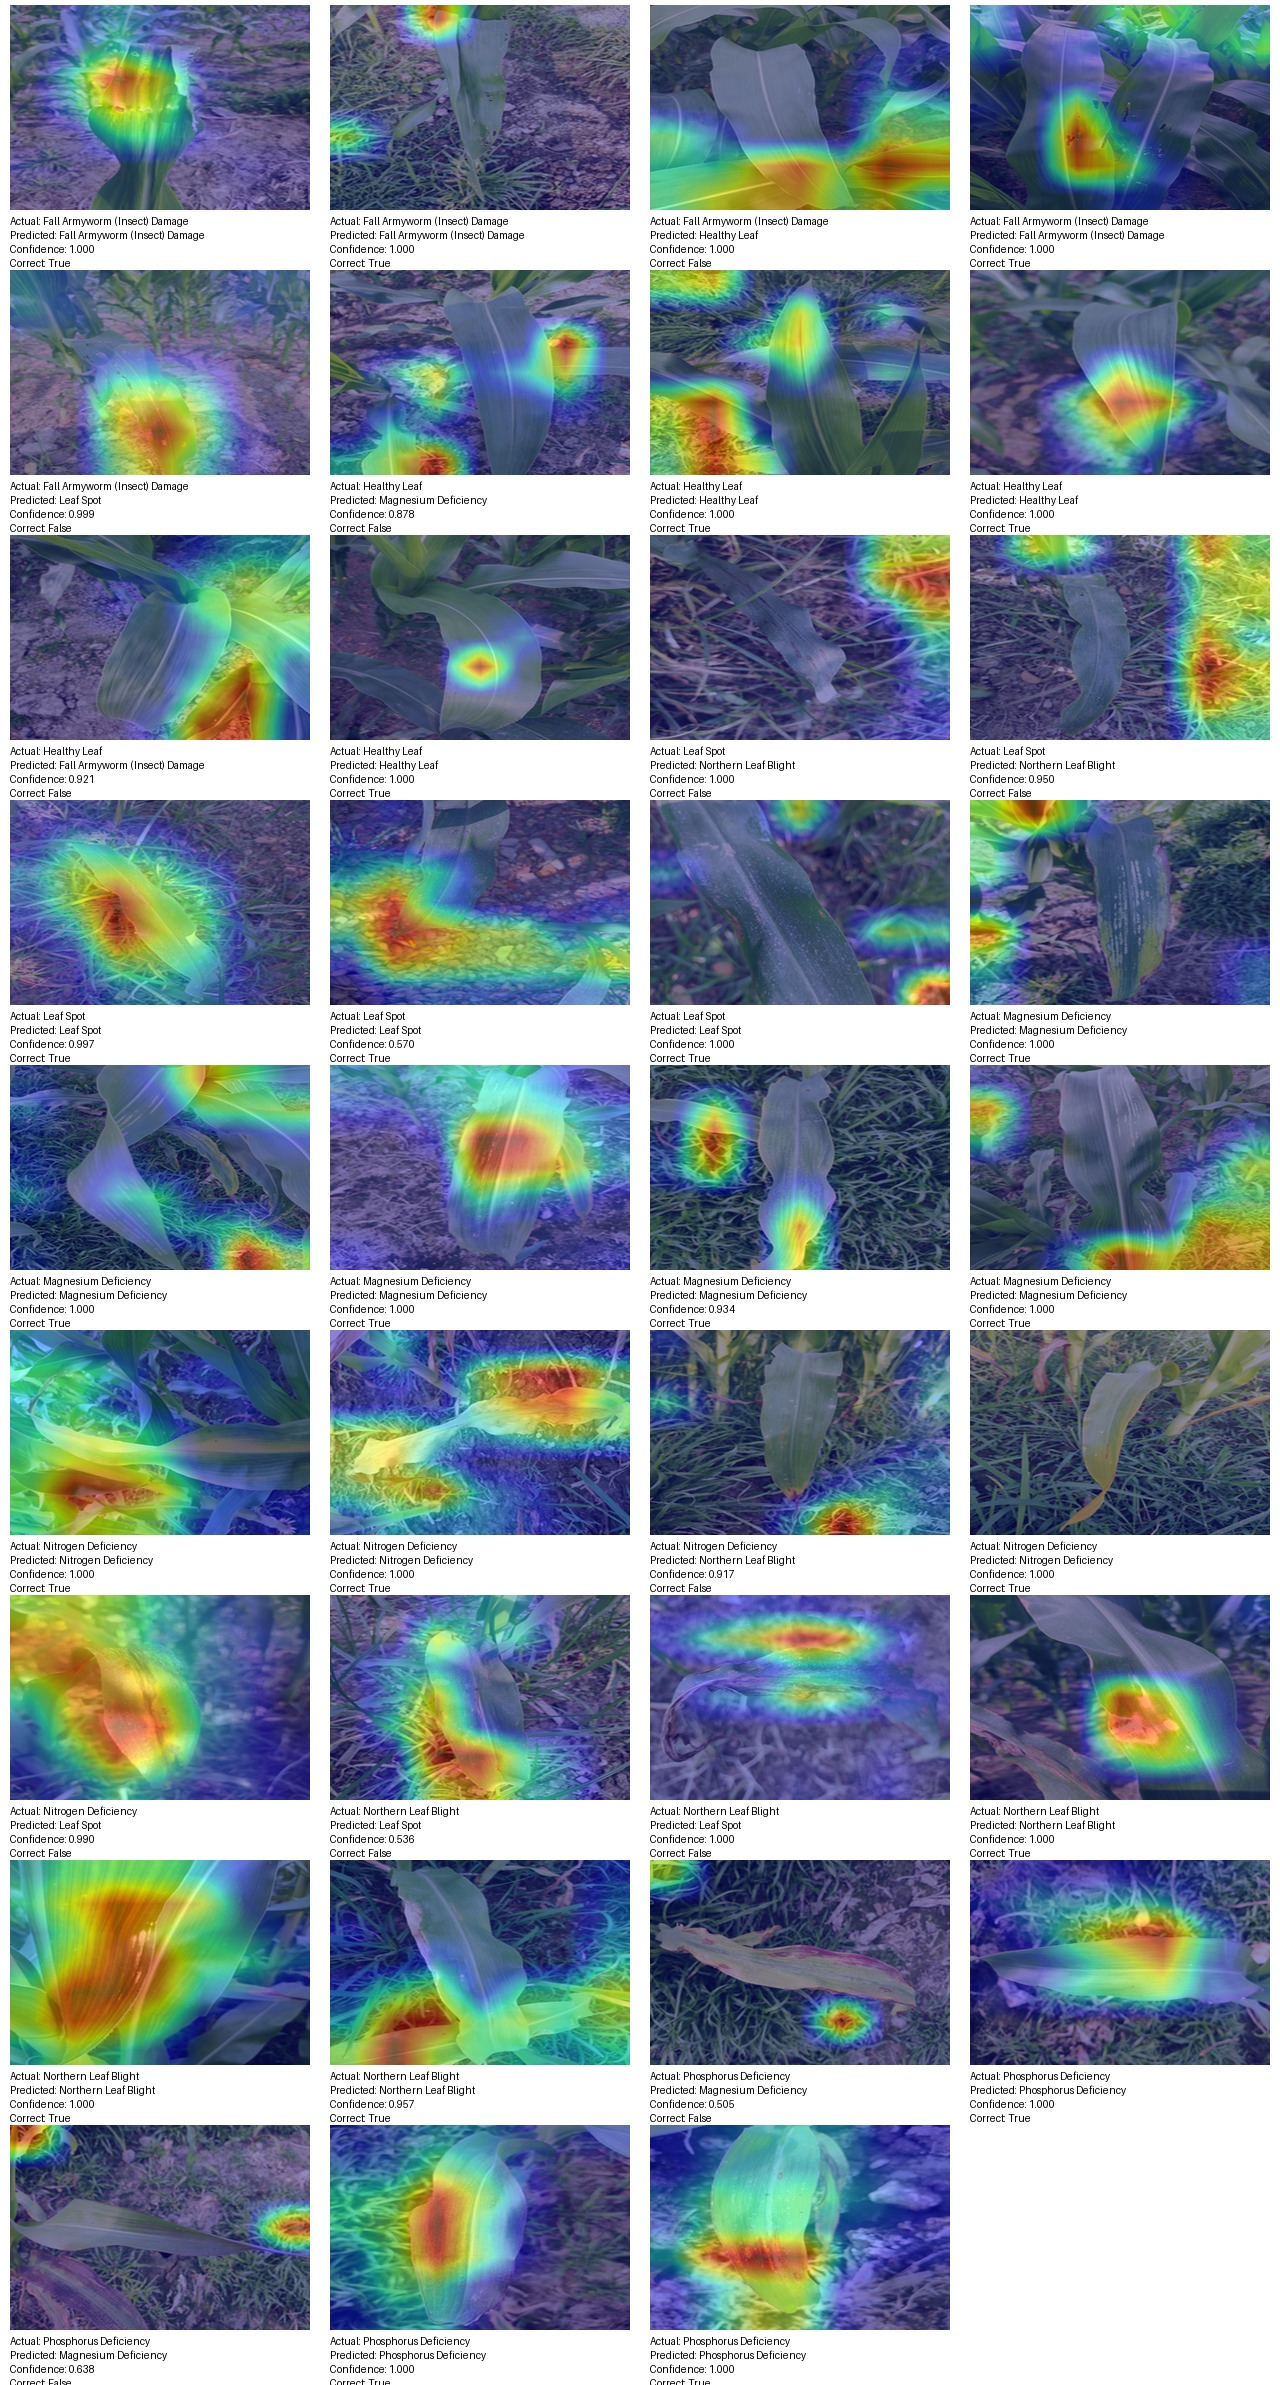 Actual: Fall Armyworm (Insect) Damage
Predicted: Fall Armyworm (Insect) Damage
Confidence: 1.000
Correct: True
Actual: Fall Armyworm (Insect) Damage
Predicted: Fall Armyworm (Insect) Damage
Confidence: 1.000
Correct: True
Actual: Fall Armyworm (Insect) Damage
Predicted: Healthy Leaf
Confidence: 1.000
Correct: False
Actual: Fall Armyworm (Insect) Damage
Predicted: Fall Armyworm (Insect) Damage
Confidence: 1.000
Correct: True
Actual: Fall Armyworm (Insect) Damage
Predicted: Leaf Spot
Confidence: 0.999
Correct: False
Actual: Healthy Leaf
Predicted: Magnesium Deficiency
Confidence: 0.878
Correct: False
Actual: Healthy Leaf
Predicted: Healthy Leaf
Confidence: 1.000
Correct: True
Actual: Healthy Leaf
Predicted: Healthy Leaf
Confidence: 1.000
Correct: True
Actual: Healthy Leaf
Predicted: Fall Armyworm (Insect) Damage
Confidence: 0.921
Correct: False
Actual: Healthy Leaf
Predicted: Healthy Leaf
Confidence: 1.000
Correct: True
Actual: Leaf Spot
Predicted: Northern Leaf Blight
Confidence: 1.000
Correct: False
Actual: Leaf Spot
Predicted: Northern Leaf Blight
Confidence: 0.950
Correct: False
Actual: Leaf Spot
Predicted: Leaf Spot
Confidence: 0.997
Correct: True
Actual: Leaf Spot
Predicted: Leaf Spot
Confidence: 0.570
Correct: True
Actual: Leaf Spot
Predicted: Leaf Spot
Confidence: 1.000
Correct: True
Actual: Magnesium Deficiency
Predicted: Magnesium Deficiency
Confidence: 1.000
Correct: True
Actual: Magnesium Deficiency
Predicted: Magnesium Deficiency
Confidence: 1.000
Correct: True
Actual: Magnesium Deficiency
Predicted: Magnesium Deficiency
Confidence: 1.000
Correct: True
Actual: Magnesium Deficiency
Predicted: Magnesium Deficiency
Confidence: 0.934
Correct: True
Actual: Magnesium Deficiency
Predicted: Magnesium Deficiency
Confidence: 1.000
Correct: True
Actual: Nitrogen Deficiency
Predicted: Nitrogen Deficiency
Confidence: 1.000
Correct: True
Actual: Nitrogen Deficiency
Predicted: Nitrogen Deficiency
Confidence: 1.000
Correct: True
Actual: Nitrogen Deficiency
Predicted: Northern Leaf Blight
Confidence: 0.917
Correct: False
Actual: Nitrogen Deficiency
Predicted: Nitrogen Deficiency
Confidence: 1.000
Correct: True
Actual: Nitrogen Deficiency
Predicted: Leaf Spot
Confidence: 0.990
Correct: False
Actual: Northern Leaf Blight
Predicted: Leaf Spot
Confidence: 0.536
Correct: False
Actual: Northern Leaf Blight
Predicted: Leaf Spot
Confidence: 1.000
Correct: False
Actual: Northern Leaf Blight
Predicted: Northern Leaf Blight
Confidence: 1.000
Correct: True
Actual: Northern Leaf Blight
Predicted: Northern Leaf Blight
Confidence: 1.000
Correct: True
Actual: Northern Leaf Blight
Predicted: Northern Leaf Blight
Confidence: 0.957
Correct: True
Actual: Phosphorus Deficiency
Predicted: Magnesium Deficiency
Confidence: 0.505
Correct: False
Actual: Phosphorus Deficiency
Predicted: Phosphorus Deficiency
Confidence: 1.000
Correct: True
Actual: Phosphorus Deficiency
Predicted: Magnesium Deficiency
Confidence: 0.638
Correct: False
Actual: Phosphorus Deficiency
Predicted: Phosphorus Deficiency
Confidence: 1.000
Correct: True
Actual: Phosphorus Deficiency
Predicted: Phosphorus Deficiency
Confidence: 1.000
Correct: True